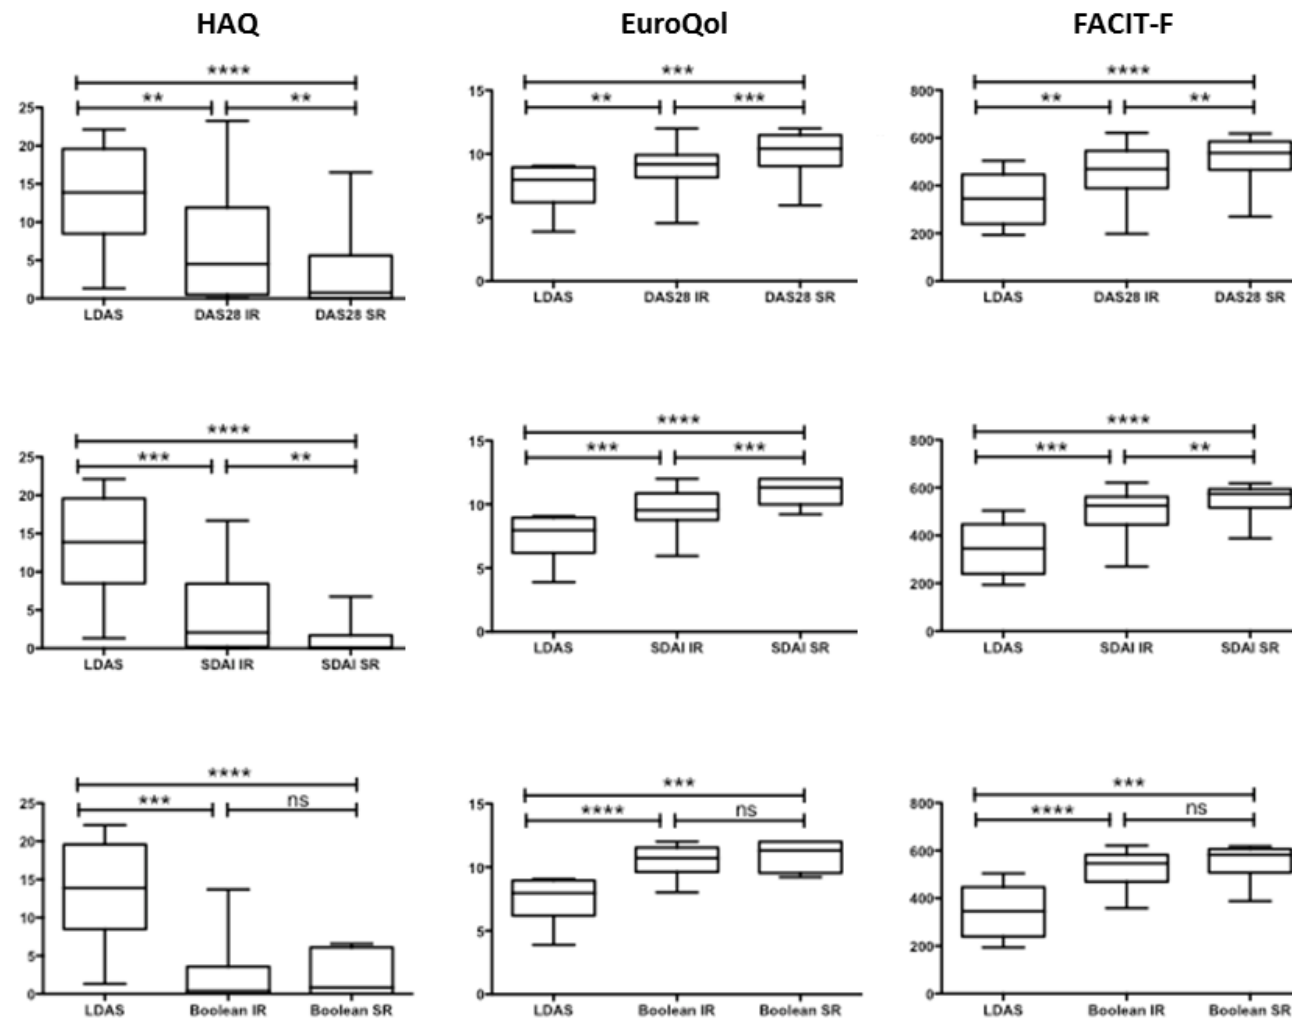 HAQ EuroQol FACIT-F
**** *** ****
** ** ** *** ** **
25 20 15 10 5 0
15 10 5 0
800 600 400 200 0
LDAS DAS28 IR DAS28 SR LDAS DAS28 IR DAS28 SR LDAS DAS28 IR DAS28 SR
**** **** ****
*** ** *** *** *** **
25 20 15 10 5 0
15 10 5 0
800 600 400 200 0
LDAS SDAI IR SDAI SR LDAS SDAI IR SDAI SR LDAS SDAI IR SDAI SR
**** *** ***
*** ns **** ns **** ns
25 20 15 10 5 0
15 10 5 0
800 600 400 200 0
LDAS Boolean IR Boolean SR LDAS Boolean IR Boolean SR LDAS Boolean IR Boolean SR